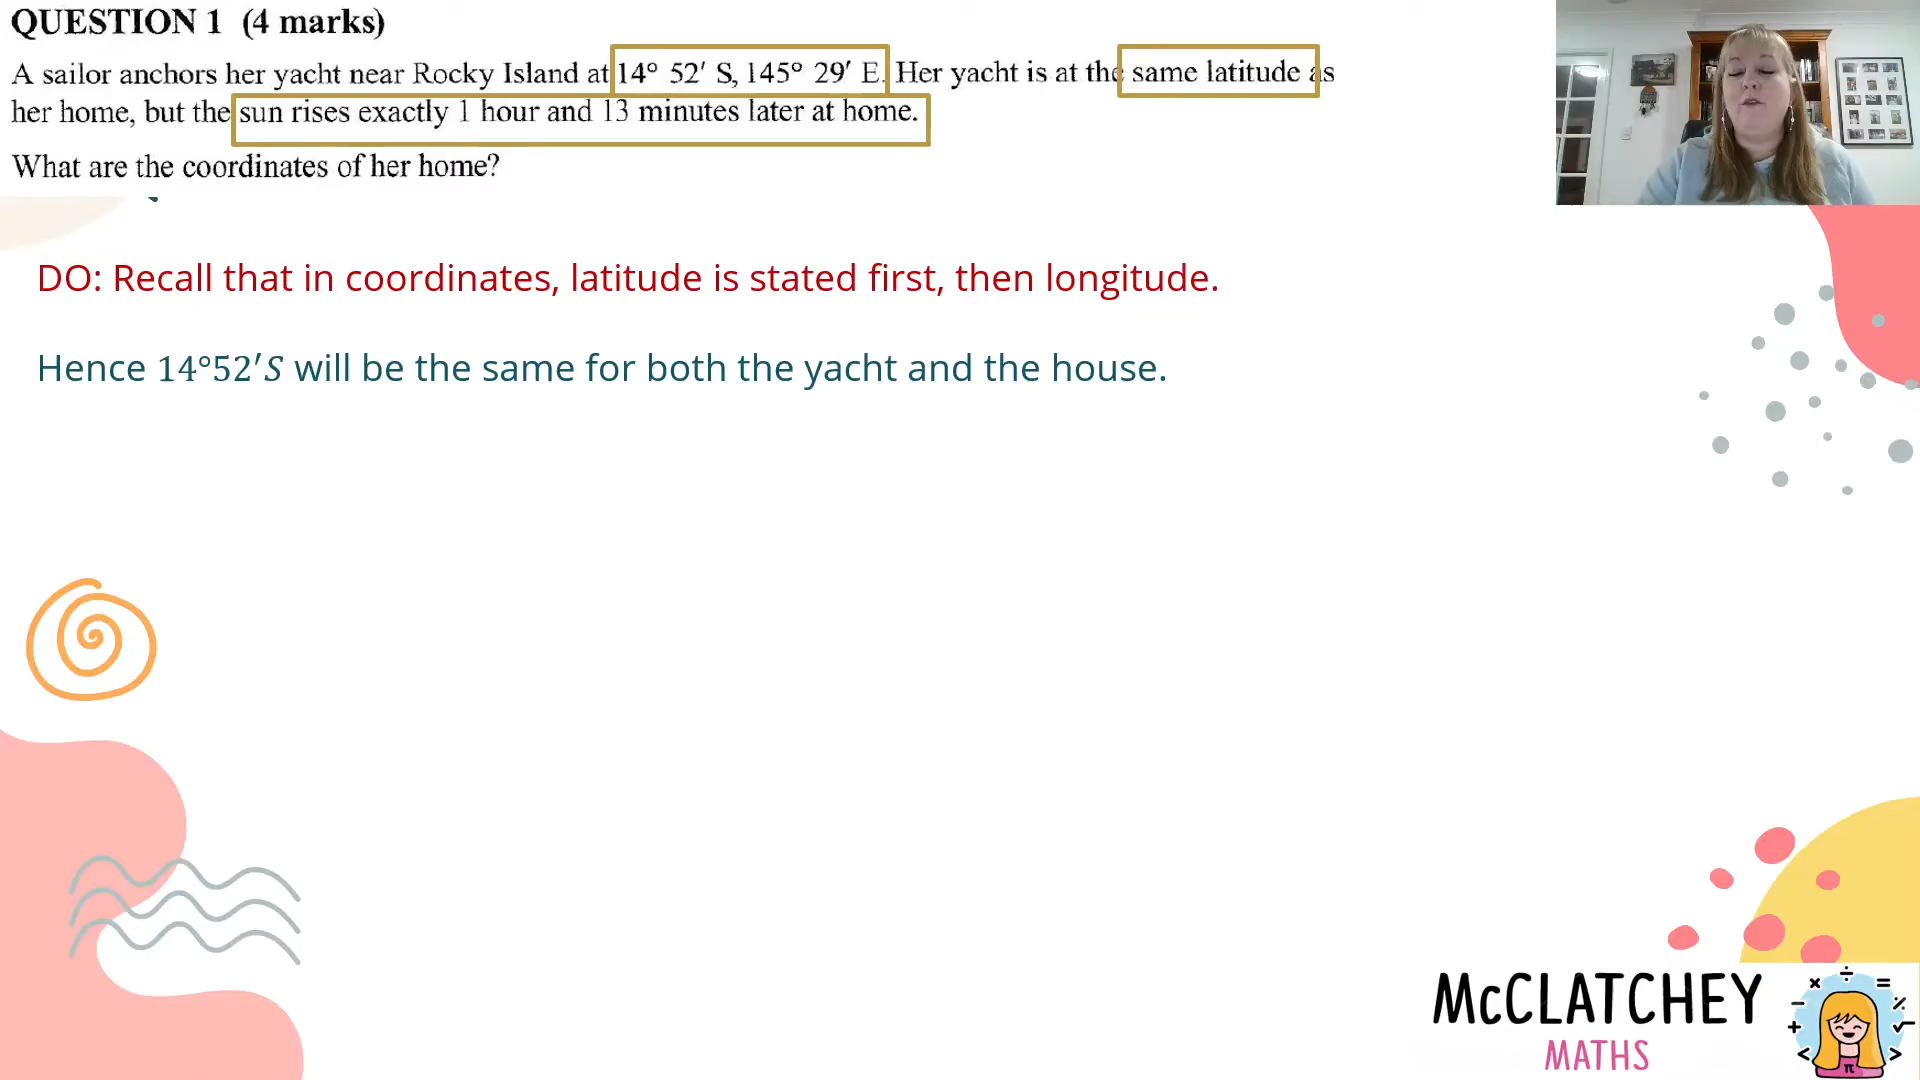 QUESTION 1 (4 marks)
A sailor anchors her yacht near Rocky Island at 14° 52′ S, 145° 29′ E. Her yacht is at the same latitude as
her home, but the sun rises exactly 1 hour and 13 minutes later at home.
What are the coordinates of her home?
DO: Recall that in coordinates, latitude is stated first, then longitude.
Hence 14°52′S will be the same for both the yacht and the house.
McCLATCHEY
MATHS